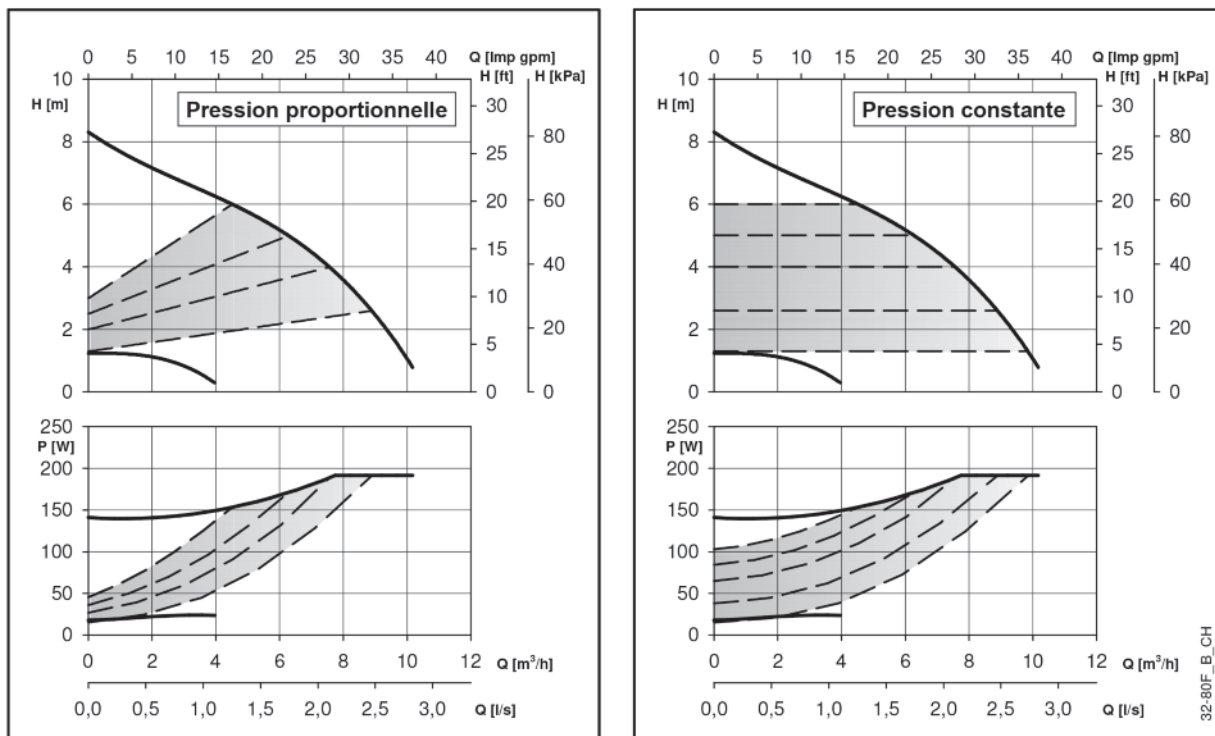 0 5 10 15 20 25 30 35 40 Q [Imp gpm]
H [ft] H [kPa]
H [m]
Pression proportionnelle
10
8
6
4
2
0
30
25
20
15
10
5
0
80
60
40
20
0
250
P [W]
200
150
100
50
0
0 2 4 6 8 10 12
Q [m³/h]
0,0 0,5 1,0 1,5 2,0 2,5 3,0 Q [l/s]
0 5 10 15 20 25 30 35 40 Q [Imp gpm]
H [ft] H [kPa]
H [m]
Pression constante
10
8
6
4
2
0
30
25
20
15
10
5
0
80
60
40
20
0
250
P [W]
200
150
100
50
0
0 2 4 6 8 10 12
Q [m³/h]
0,0 0,5 1,0 1,5 2,0 2,5 3,0 Q [l/s]
32-80F_B_CH